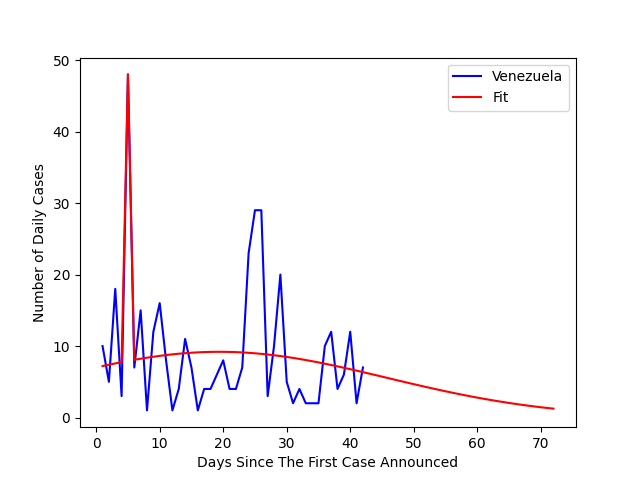 Venezuela
Fit
Number of Daily Cases
50
40
30
20
10
0
0 10 20 30 40 50 60 70
Days Since The First Case Announced